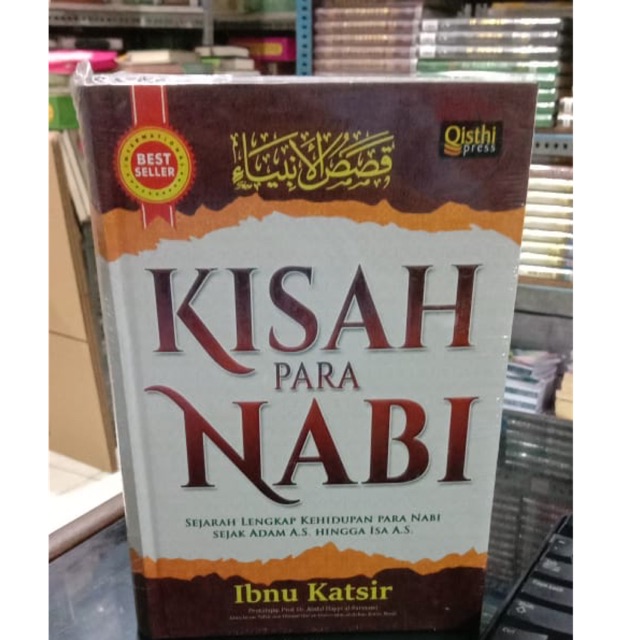 INTERNATIONAL
BEST
SELLER
قصص الأنبياء
Qisthi
press
KISAH
PARA
NABI
SEJARAH LENGKAP KEHIDUPAN PARA NABI
SEJAK ADAM A.S. HINGGA ISA A.S.
Ibnu Katsir